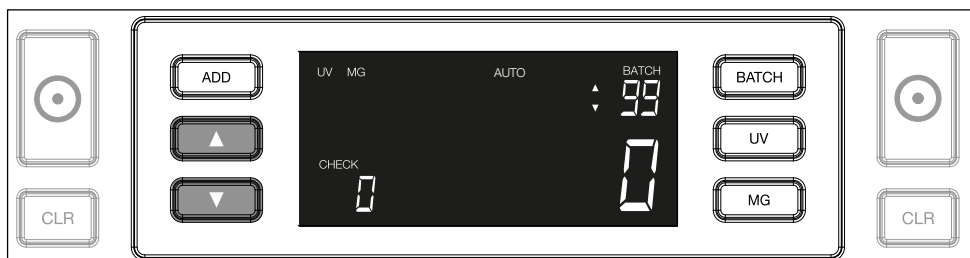 ADD
UV MG AUTO BATCH
99
CHECK
0
0
BATCH
UV
MG
CLR
CLR